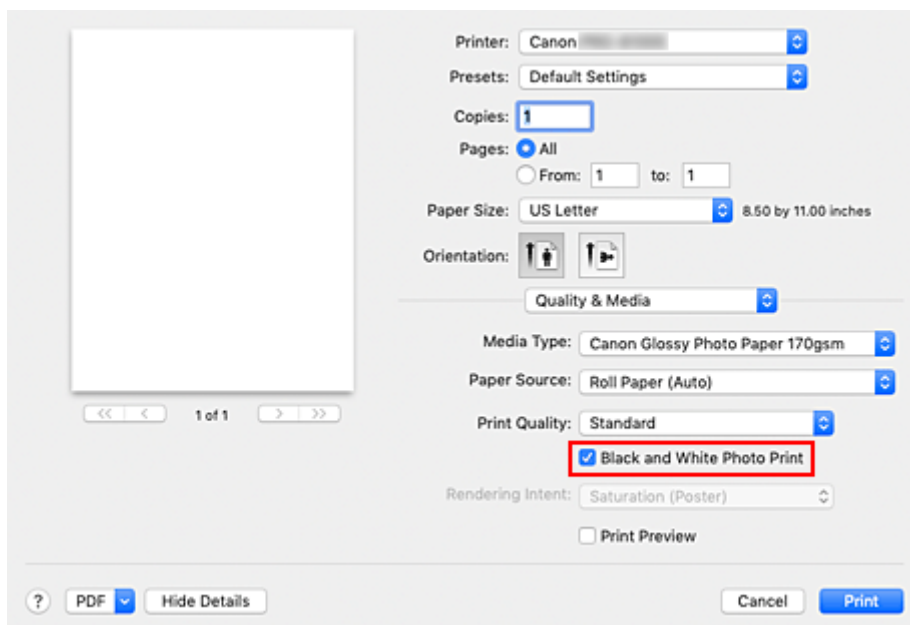 Printer: Canon
Presets: Default Settings
Copies: 1
Pages: All
From: 1 to: 1
Paper Size: US Letter 8.50 by 11.00 inches
Orientation:
Quality & Media
Media Type: Canon Glossy Photo Paper 170gsm
Paper Source: Roll Paper (Auto)
<< < 1 of 1 > >>
Print Quality: Standard
Black and White Photo Print
Rendering Intent: Saturation (Poster)
Print Preview
? PDF Hide Details Cancel Print